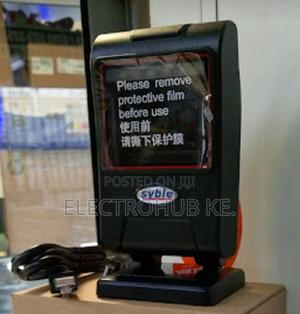 Please remove
protective film
before use
使用前
请撕下保护膜
POSTED ON JIJI
syble
ELECTROHUB KE.